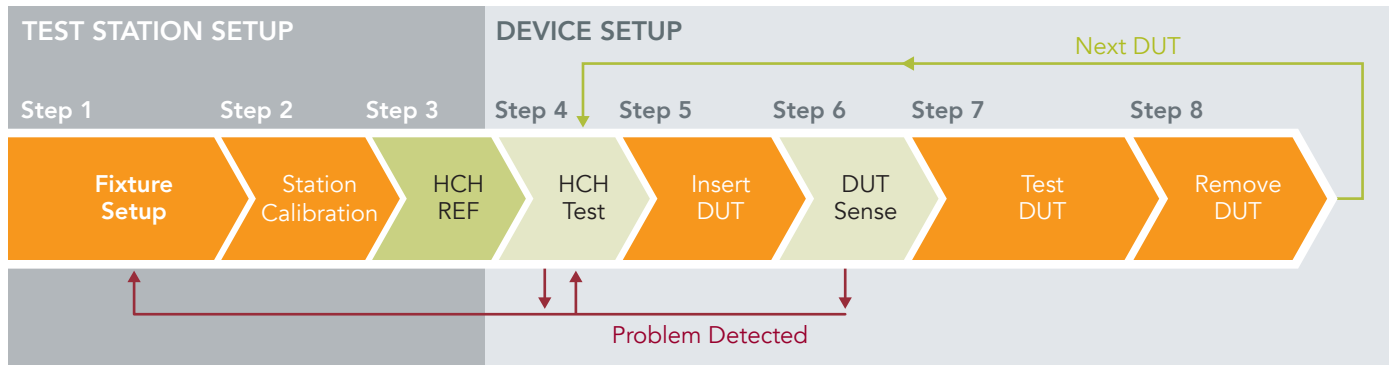 TEST STATION SETUP
DEVICE SETUP
Next DUT
Step 1
Step 2
Step 3
Step 4
Step 5
Step 6
Step 7
Step 8
Fixture
Setup
Station
Calibration
HCH
REF
HCH
Test
Insert
DUT
DUT
Sense
Test
DUT
Remove
DUT
Problem Detected